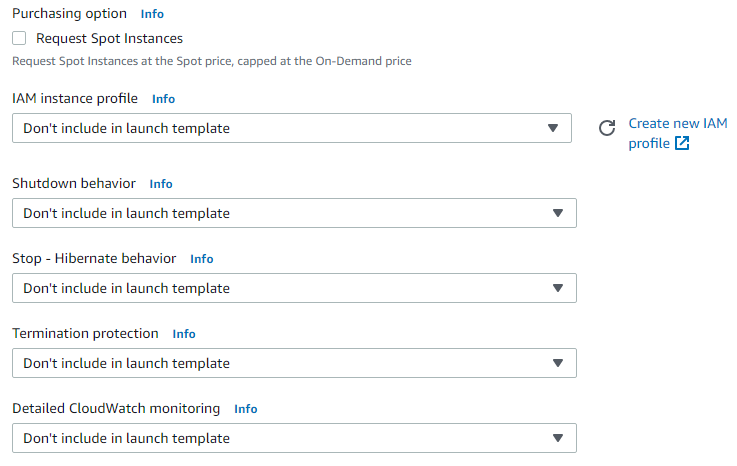 Purchasing option Info
Request Spot Instances
Request Spot Instances at the Spot price, capped at the On-Demand price
IAM instance profile Info
Don't include in launch template
Create new IAM
profile
Shutdown behavior Info
Don't include in launch template
Stop - Hibernate behavior Info
Don't include in launch template
Termination protection Info
Don't include in launch template
Detailed CloudWatch monitoring Info
Don't include in launch template